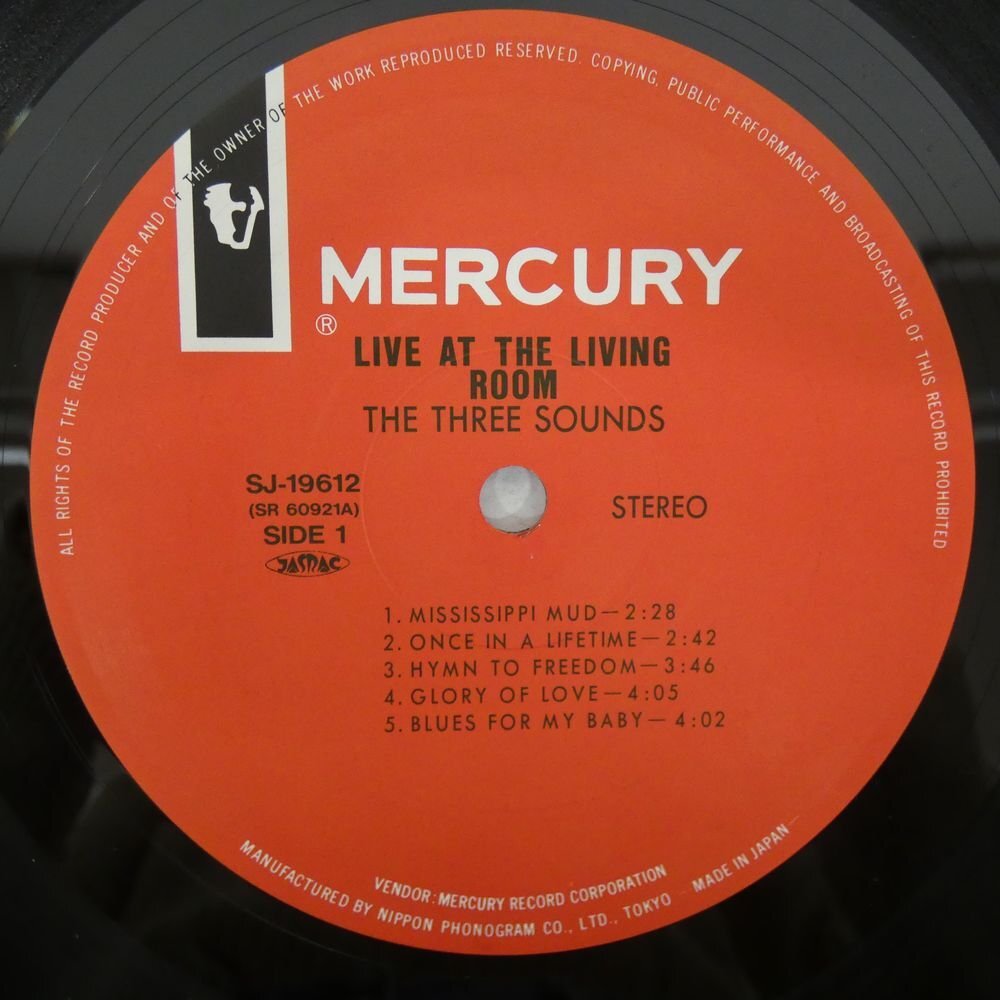 ALL RIGHTS OF THE RECORD PRODUCER AND OF THE OWNER OF THE WORK REPRODUCED RESERVED. COPYING, PUBLIC PERFORMANCE AND BROADCASTING OF THIS RECORD PROHIBITED
MERCURY
®
LIVE AT THE LIVING
ROOM
THE THREE SOUNDS
SJ-19612
(SR 60921A)
SIDE 1
JASRAC
STEREO
1. MISSISSIPPI MUD—2:28
2. ONCE IN A LIFETIME—2:42
3. HYMN TO FREEDOM—3:46
4. GLORY OF LOVE—4:05
5. BLUES FOR MY BABY—4:02
VENDOR: MERCURY RECORD CORPORATION
MANUFACTURED BY NIPPON PHONOGRAM CO., LTD., TOKYO MADE IN JAPAN